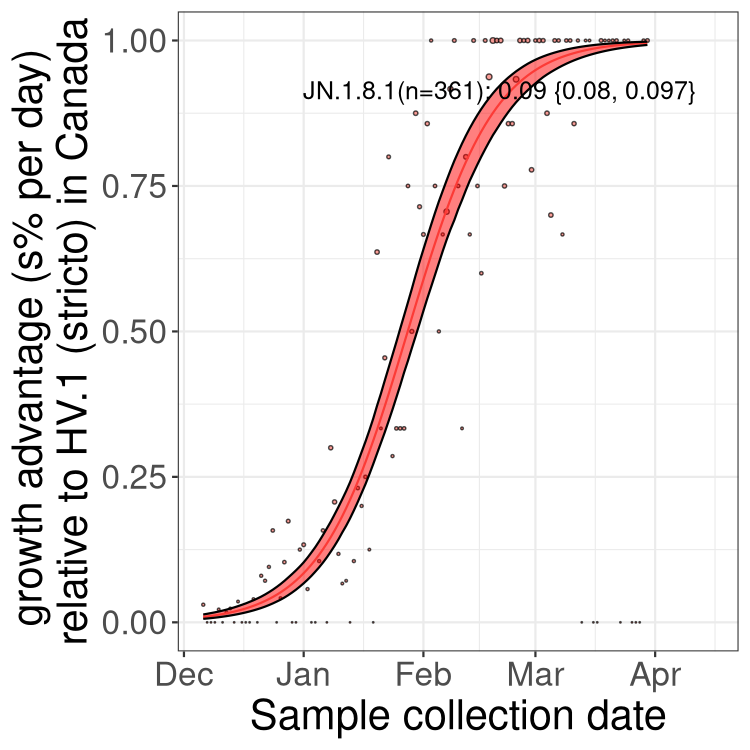 growth advantage (s% per day)
relative to HV.1 (stricto) in Canada
1.00
0.75
0.50
0.25
0.00
JN.1.8.1(n=361): 0.09 {0.08, 0.097}
Dec Jan Feb Mar Apr
Sample collection date